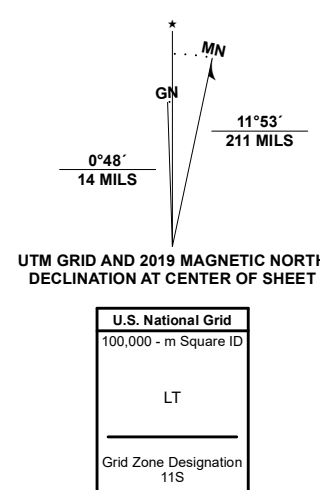 ★
MN
GN
11°53´
211 MILS
0°48´
14 MILS
UTM GRID AND 2019 MAGNETIC NORTH
DECLINATION AT CENTER OF SHEET
U.S. National Grid
100,000 - m Square ID
LT
Grid Zone Designation
11S